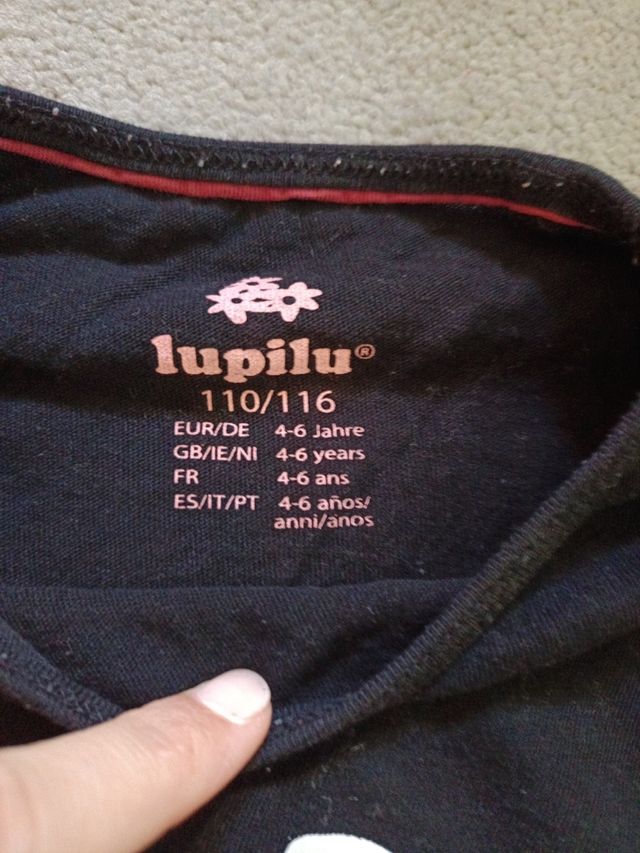 lupilu®
110/116
EUR/DE 4-6 Jahre
GB/IE/NI 4-6 years
FR 4-6 ans
ES/IT/PT 4-6 años/
anni/anos